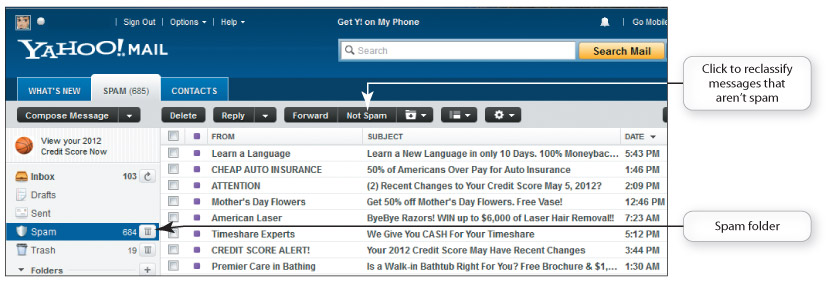 Sign Out | Options | Help Get Y! on My Phone Go Mobile
YAHOO! MAIL
Search Search Mail
WHAT'S NEW SPAM (685) CONTACTS
Click to reclassify
messages that
aren't spam
Compose Message Delete Reply Forward Not Spam
View your 2012
Credit Score Now
FROM SUBJECT DATE
Learn a Language Learn a New Language in only 10 Days. 100% Moneybac... 5:43 PM
Inbox 103 CHEAP AUTO INSURANCE 50% of Americans Over Pay for Auto Insurance 1:46 PM
Drafts ATTENTION (2) Recent Changes to Your Credit Score May 5, 2012? 2:09 PM
Sent Mother's Day Flowers Get 50% off Mother's Day Flowers. Free Vase! 12:46 PM
American Laser ByeBye Razors! WIN up to $6,000 of Laser Hair Removal!! 7:23 AM
Spam 684 Timeshare Experts We Give You CASH For Your Timeshare 5:12 PM
Spam folder
Trash 19 CREDIT SCORE ALERT! Your 2012 Credit Score May Have Recent Changes 3:44 PM
Folders + Premier Care in Bathing Is a Walk-in Bathtub Right For You? Free Brochure & $1,... 1:30 AM